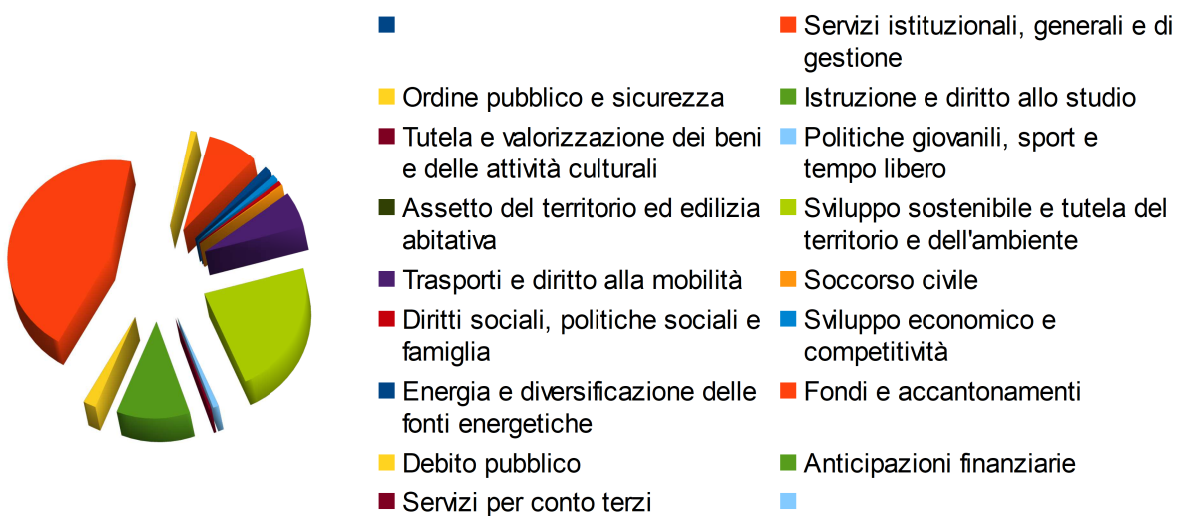 Servizi istituzionali, generali e di
gestione
Ordine pubblico e sicurezza
Istruzione e diritto allo studio
Tutela e valorizzazione dei beni
e delle attività culturali
Politiche giovanili, sport e
tempo libero
Assetto del territorio ed edilizia
abitativa
Sviluppo sostenibile e tutela del
territorio e dell'ambiente
Trasporti e diritto alla mobilità
Soccorso civile
Diritti sociali, politiche sociali e
famiglia
Sviluppo economico e
competitività
Energia e diversificazione delle
fonti energetiche
Fondi e accantonamenti
Debito pubblico
Anticipazioni finanziarie
Servizi per conto terzi